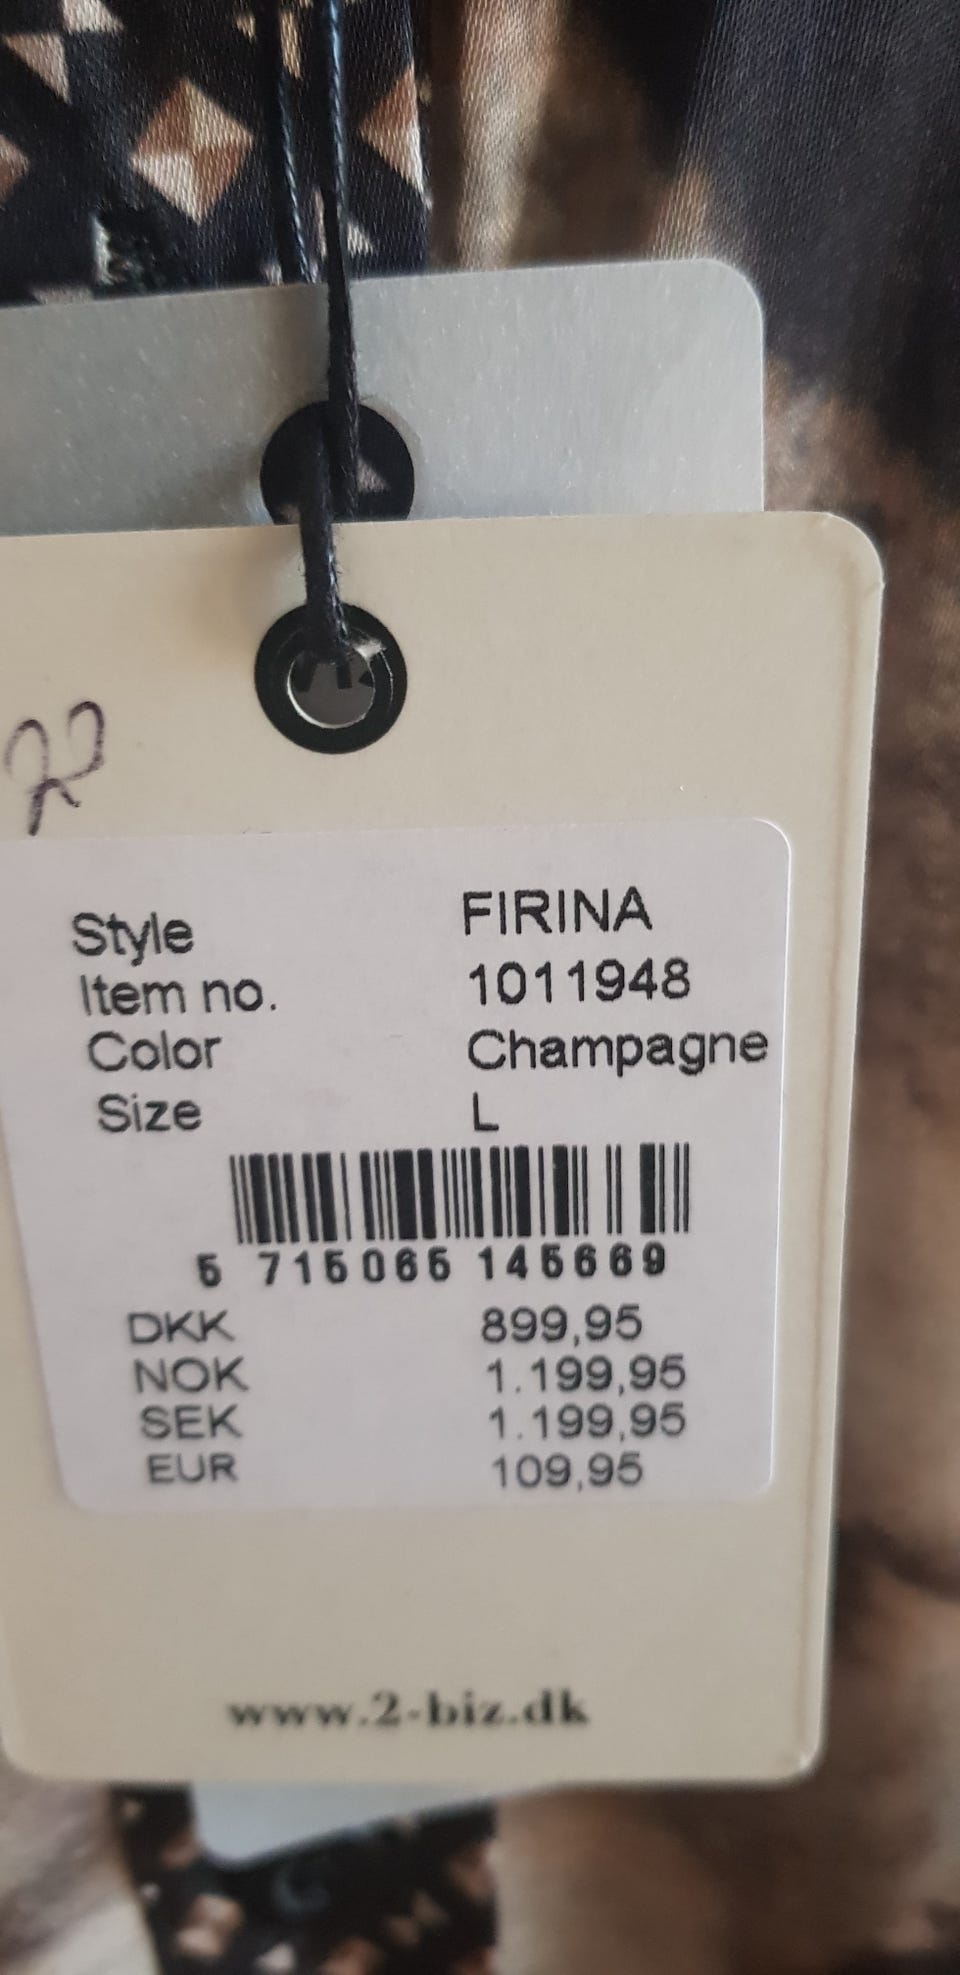 Style FIRINA
Item no. 1011948
Color Champagne
Size L
5 715065 145669
DKK 899,95
NOK 1.199,95
SEK 1.199,95
EUR 109,95
www.2-biz.dk